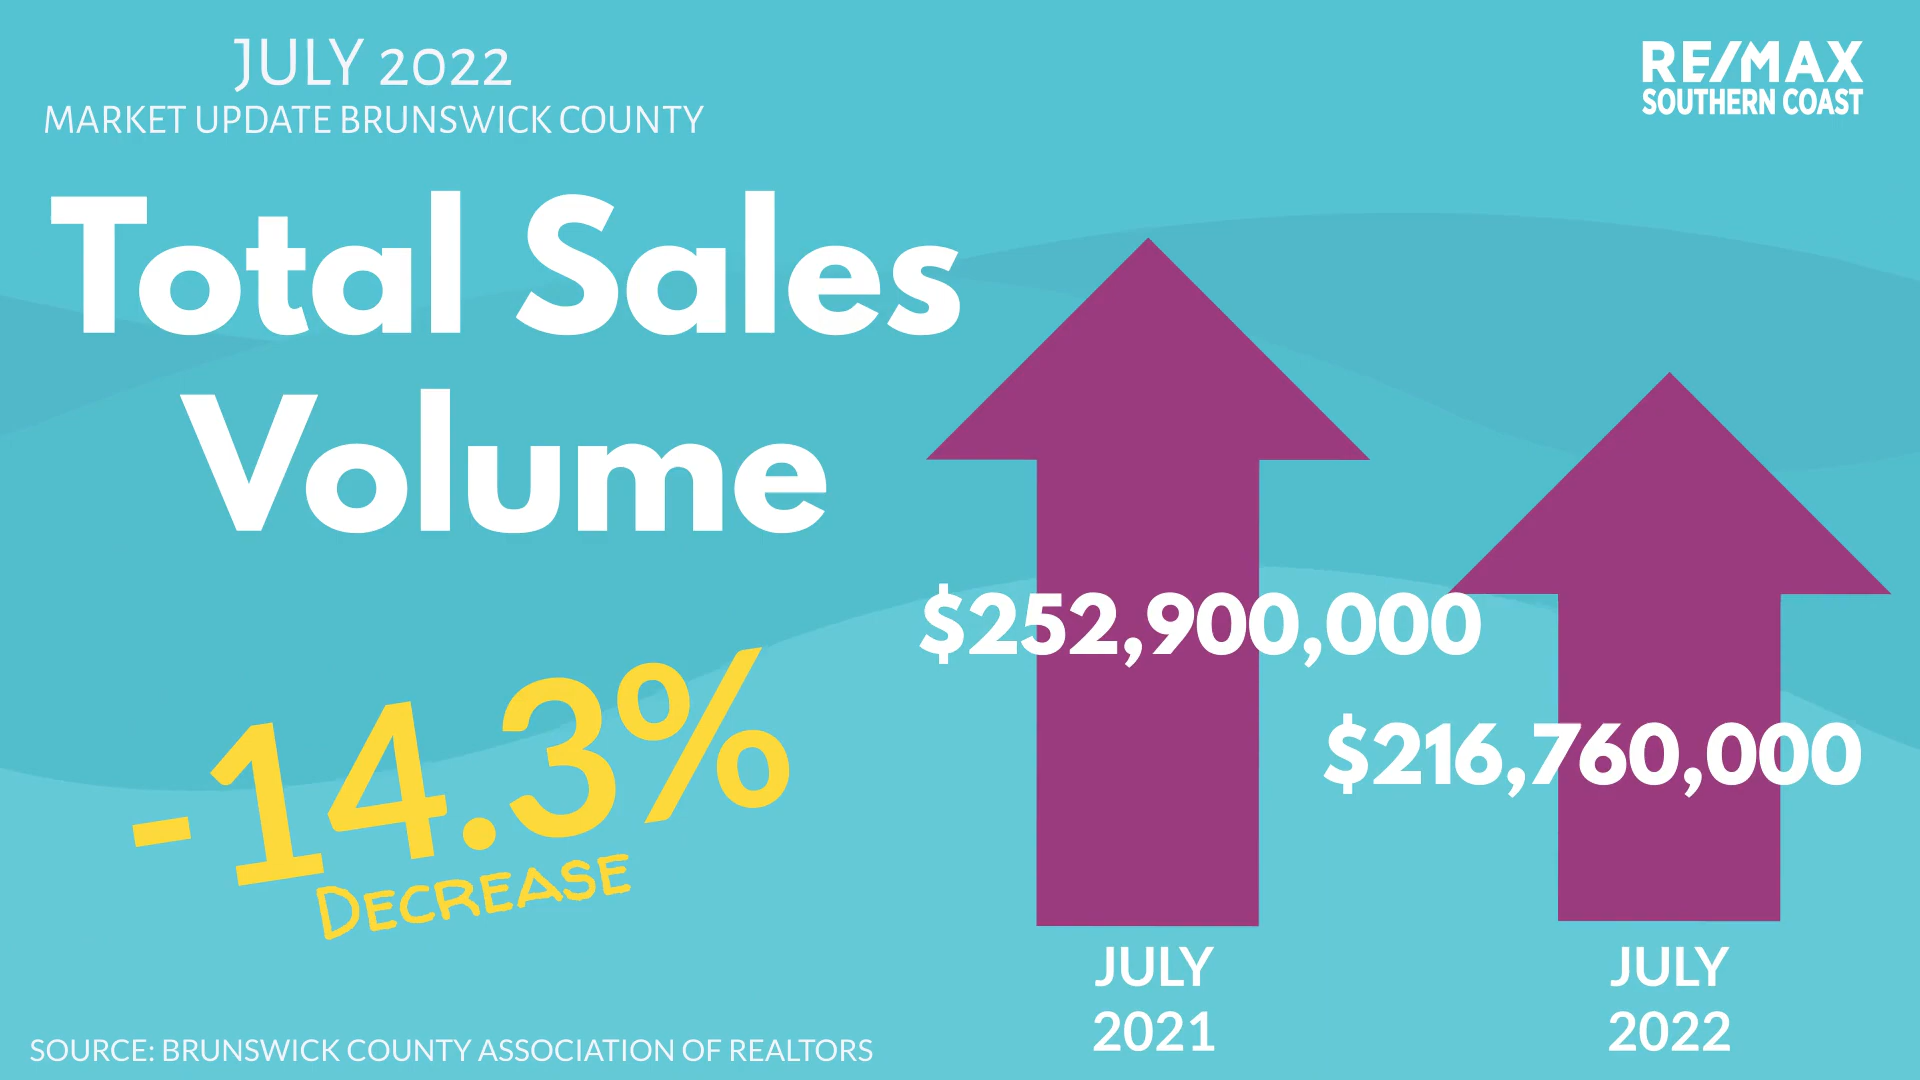 JULY 2022
MARKET UPDATE BRUNSWICK COUNTY
RE/MAX
SOUTHERN COAST
Total Sales
Volume
-14.3%
DECREASE
$252,900,000
$216,760,000
JULY
2021
JULY
2022
SOURCE: BRUNSWICK COUNTY ASSOCIATION OF REALTORS